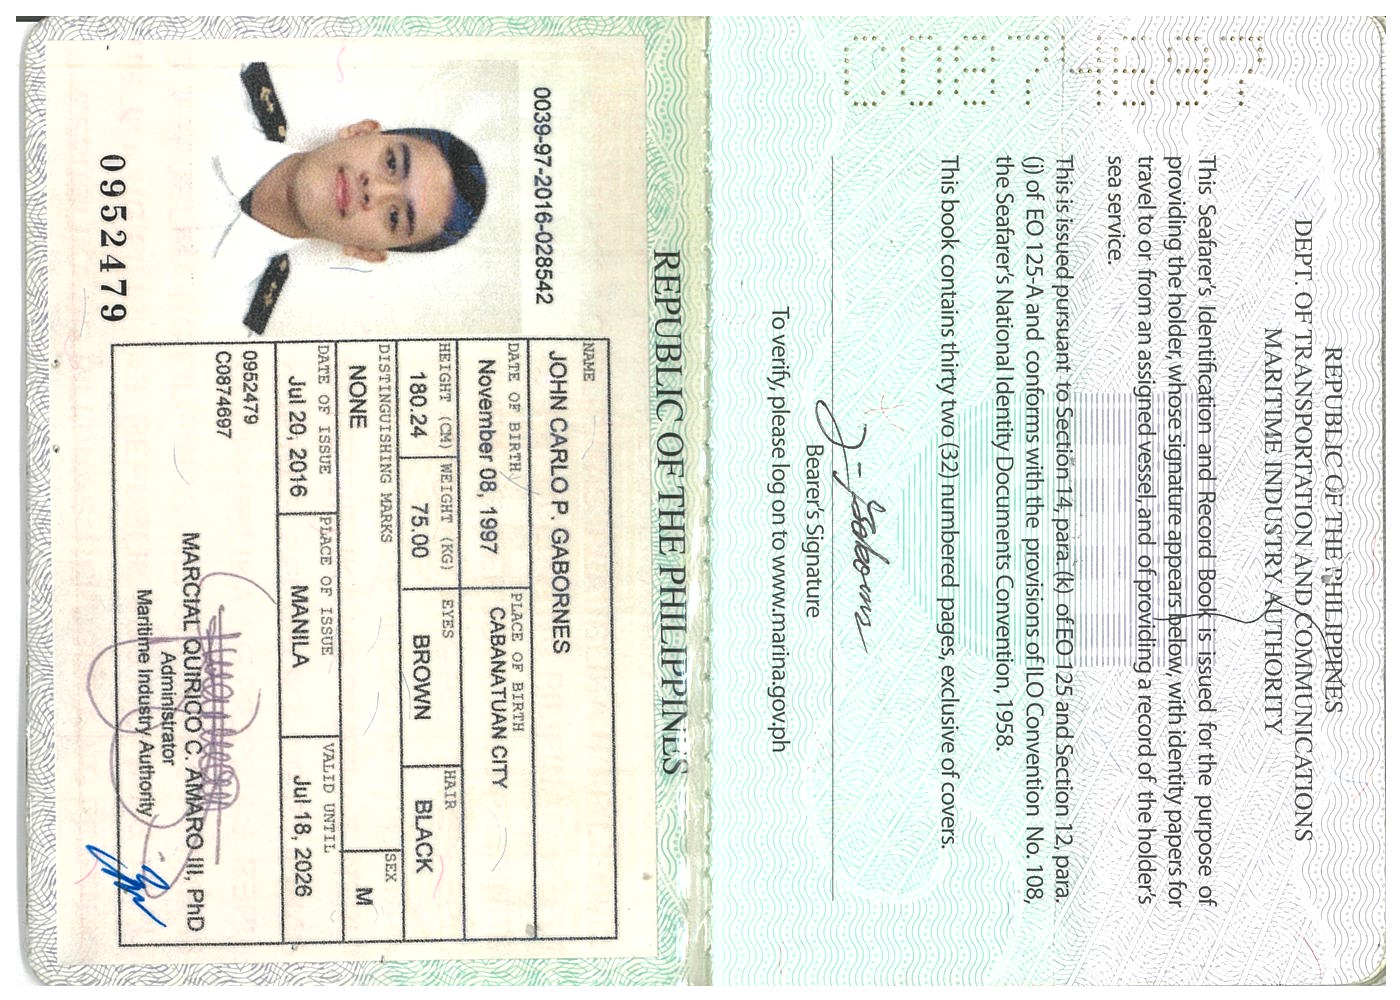 C0874697
REPUBLIC OF THE PHILIPPINES
DEPT. OF TRANSPORTATION AND COMMUNICATIONS
MARITIME INDUSTRY AUTHORITY
This Seafarer's Identification and Record Book is issued for the purpose of
providing the holder, whose signature appears below, with identity papers for
travel to or from an assigned vessel, and of providing a record of the holder's
sea service.
This is issued pursuant to Section 14, para. (k) of EO 125 and Section 12, para.
(j) of EO 125-A and conforms with the provisions of ILO Convention No. 108,
the Seafarer's National Identity Documents Convention, 1958.
This book contains thirty two (32) numbered pages, exclusive of covers.
Bearer's Signature
To verify, please log on to www.marina.gov.ph
REPUBLIC OF THE PHILIPPINES
0039-97-2016-028542
0952479
NAME
JOHN CARLO P. GABORNES
DATE OF BIRTH PLACE OF BIRTH
November 08, 1997 CABANATUAN CITY
HEIGHT (CM) WEIGHT (KG) EYES HAIR
180.24 75.00 BROWN BLACK
DISTINGUISHING MARKS SEX
NONE M
DATE OF ISSUE PLACE OF ISSUE VALID UNTIL
Jul 20, 2016 MANILA Jul 18, 2026
0952479
C0874697
MARCIAL QUIRICO C. AMARO III, PhD
Administrator
Maritime Industry Authority